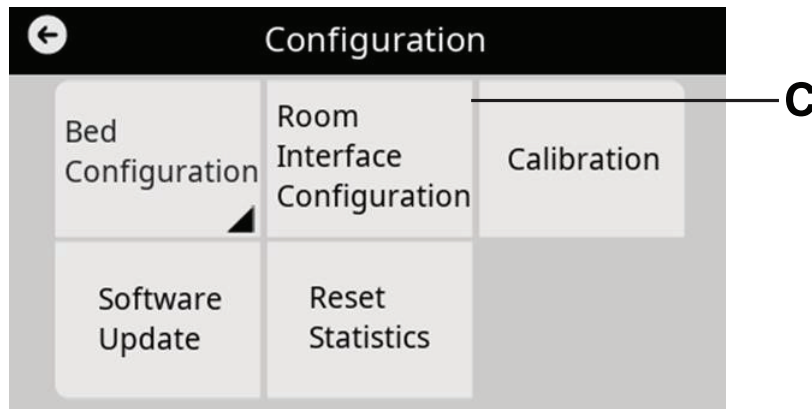 Configuration
Bed
Configuration
Room
Interface
Configuration
Calibration
C
Software
Update
Reset
Statistics